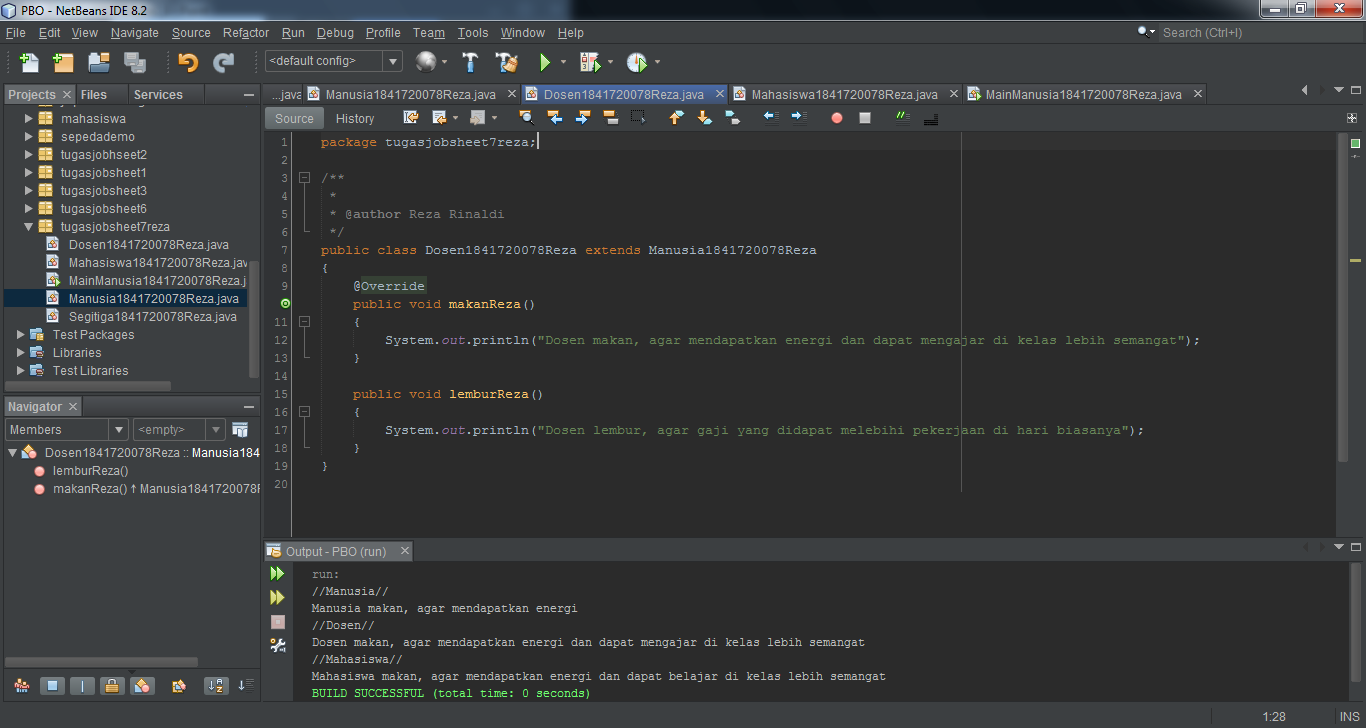 PBO - NetBeans IDE 8.2
File Edit View Navigate Source Refactor Run Debug Profile Team Tools Window Help
Search (Ctrl+I)
<default config>
Projects Files Services
mahasiswa
sepedademo
tugasjobhseet2
tugasjobsheet1
tugasjobsheet3
tugasjobsheet6
tugasjobsheet7reza
Dosen1841720078Reza.java
Mahasiswa1841720078Reza.jav
MainManusia1841720078Reza.j
Manusia1841720078Reza.java
Segitiga1841720078Reza.java
Test Packages
Libraries
Test Libraries
Navigator
Members <empty>
Dosen1841720078Reza :: Manusia184
lemburReza()
makanReza() ↑ Manusia1841720078R
...java Manusia1841720078Reza.java Dosen1841720078Reza.java Mahasiswa1841720078Reza.java MainManusia1841720078Reza.java
Source History
1 package tugasjobsheet7reza;
2
3 /**
4 *
5 * @author Reza Rinaldi
6 */
7 public class Dosen1841720078Reza extends Manusia1841720078Reza
8 {
9 @Override
public void makanReza()
11 {
12 System.out.println("Dosen makan, agar mendapatkan energi dan dapat mengajar di kelas lebih semangat");
13 }
14
15 public void lemburReza()
16 {
17 System.out.println("Dosen lembur, agar gaji yang didapat melebihi pekerjaan di hari biasanya");
18 }
19 }
20
Output - PBO (run)
run:
//Manusia//
Manusia makan, agar mendapatkan energi
//Dosen//
Dosen makan, agar mendapatkan energi dan dapat mengajar di kelas lebih semangat
//Mahasiswa//
Mahasiswa makan, agar mendapatkan energi dan dapat belajar di kelas lebih semangat
BUILD SUCCESSFUL (total time: 0 seconds)
1:28 INS